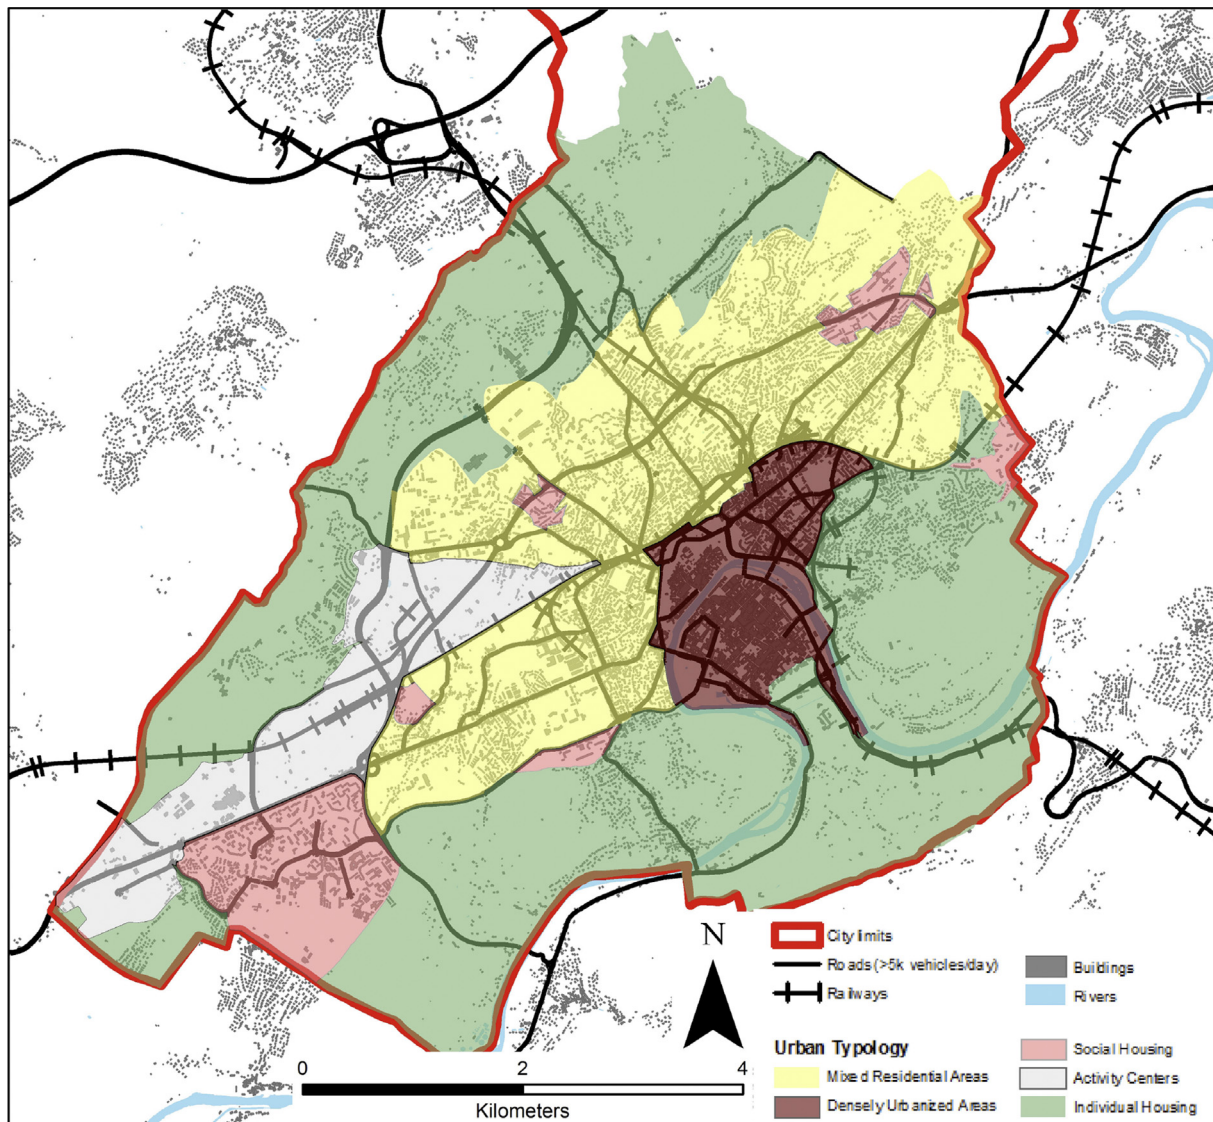 N
City limits
Roads (>5k vehicles/day)
Railways
Buildings
Rivers
Urban Typology
Mixed Residential Areas
Densely Urbanized Areas
Social Housing
Activity Centers
Individual Housing
0 2 4
Kilometers